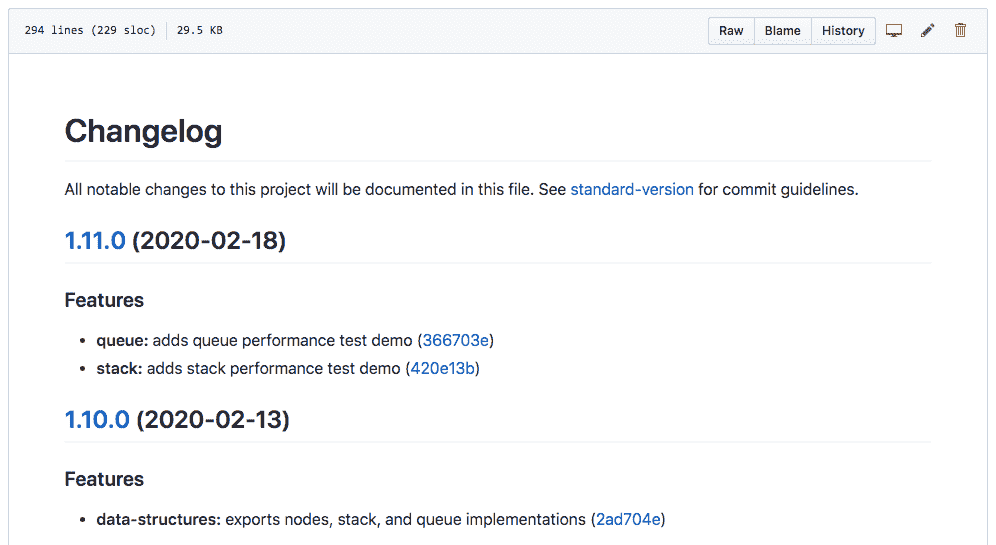 294 lines (229 sloc) 29.5 KB Raw Blame History
Changelog
All notable changes to this project will be documented in this file. See standard-version for commit guidelines.
1.11.0 (2020-02-18)
Features
• queue: adds queue performance test demo (366703e)
• stack: adds stack performance test demo (420e13b)
1.10.0 (2020-02-13)
Features
• data-structures: exports nodes, stack, and queue implementations (2ad704e)